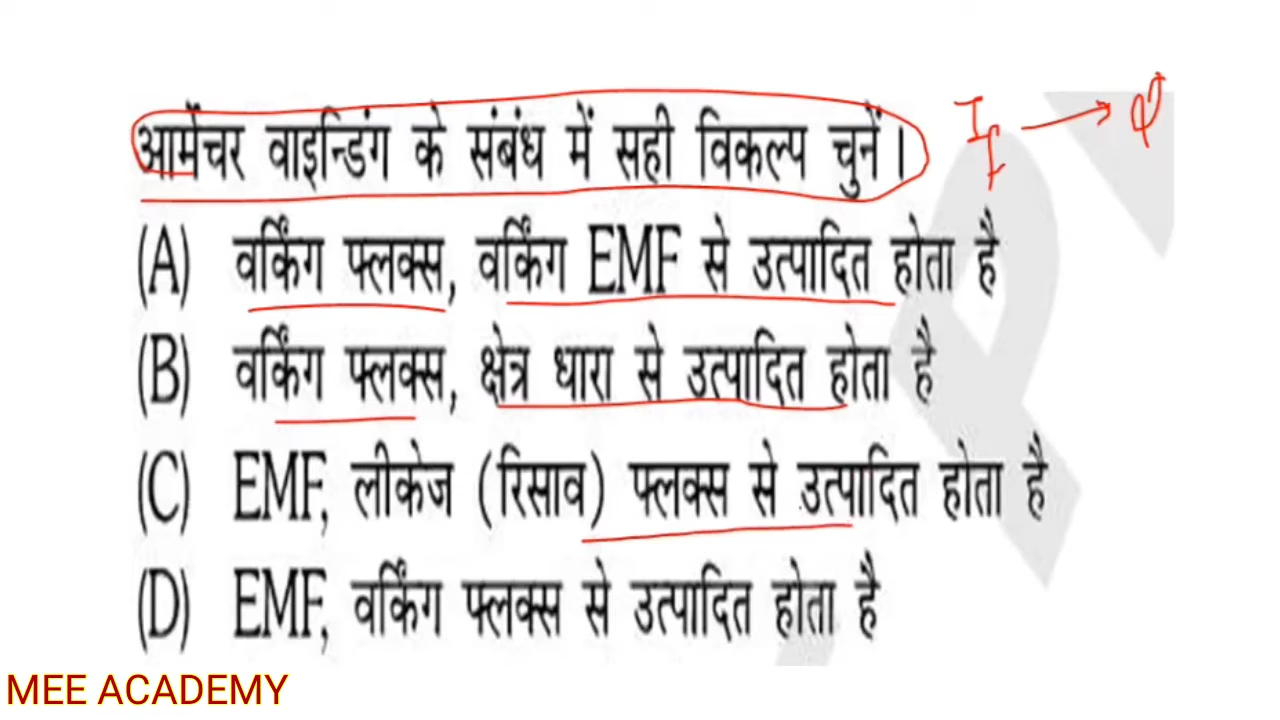 आर्मेचर वाइन्डिंग के संबंध में सही विकल्प चुनें।
I_f → φ
(A) वर्किंग फ्लक्स, वर्किंग EMF से उत्पादित होता है
(B) वर्किंग फ्लक्स, क्षेत्र धारा से उत्पादित होता है
(C) EMF, लीकेज (रिसाव) फ्लक्स से उत्पादित होता है
(D) EMF, वर्किंग फ्लक्स से उत्पादित होता है
MEE ACADEMY